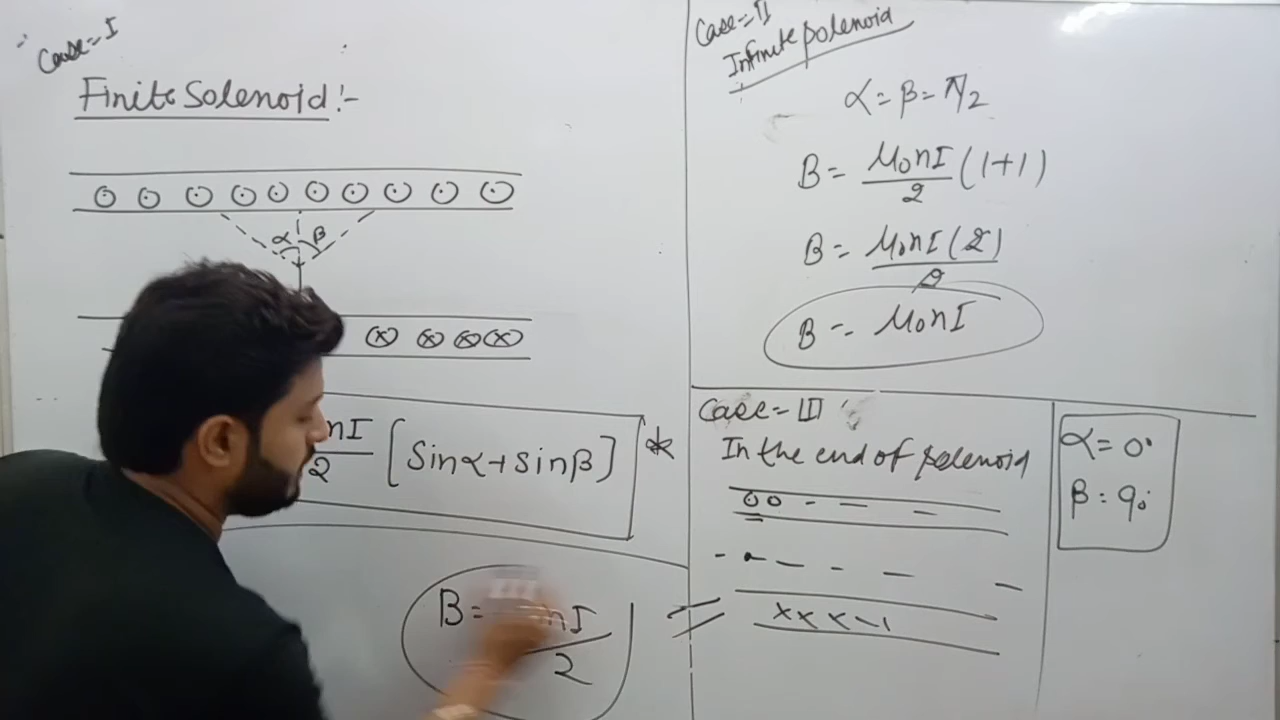 Case=I
Finite Solenoid:-
α β
nI/2 [Sinα+sinβ] *
B= nI/2
Case=II
Infinite solenoid
α=β=π/2
B= μ₀nI/2 (1+1)
B= μ₀nI(2)/2
B=- μ₀nI
Case=III
In the end of solenoid
α=0°
β=90°